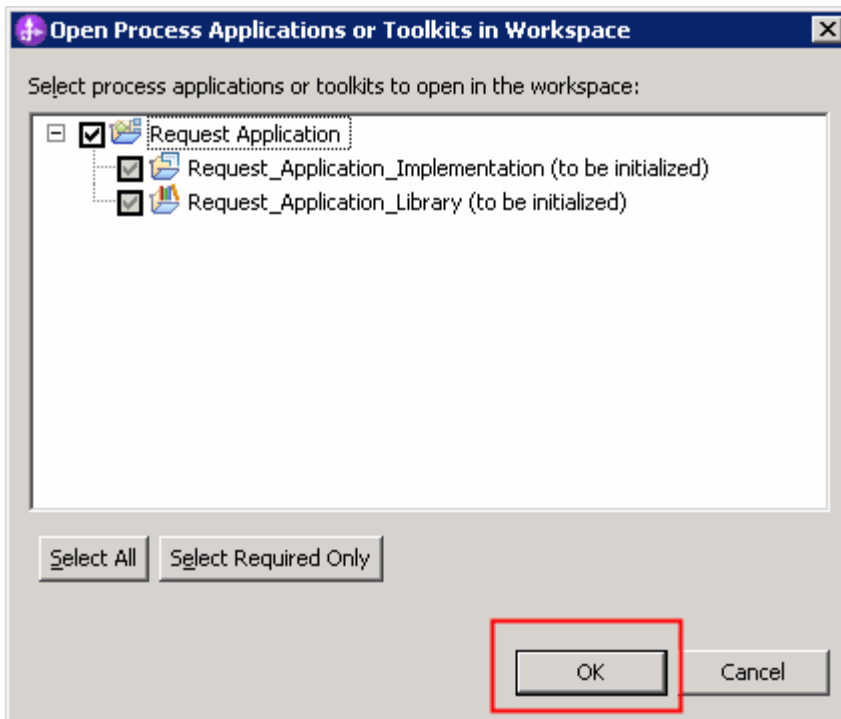 Open Process Applications or Toolkits in Workspace
Select process applications or toolkits to open in the workspace:
Request Application
Request_Application_Implementation (to be initialized)
Request_Application_Library (to be initialized)
Select All
Select Required Only
OK
Cancel